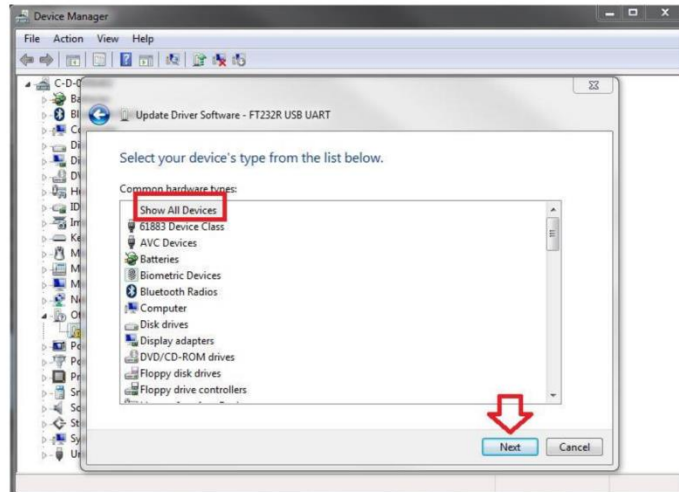 Device Manager
File Action View Help
C-D-
Update Driver Software - FT232R USB UART
Select your device's type from the list below.
Common hardware types:
Show All Devices
61883 Device Class
AVC Devices
Batteries
Biometric Devices
Bluetooth Radios
Computer
Disk drives
Display adapters
DVD/CD-ROM drives
Floppy disk drives
Floppy drive controllers
Next Cancel